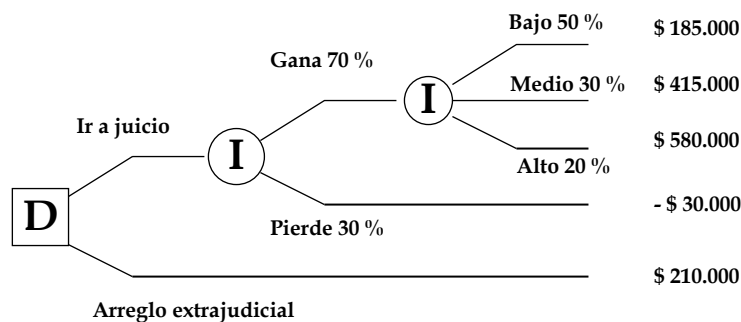 Bajo 50 % $ 185.000
Gana 70 %
I Medio 30 % $ 415.000
Ir a juicio
$ 580.000
I Alto 20 %
D - $ 30.000
Pierde 30 %
$ 210.000
Arreglo extrajudicial